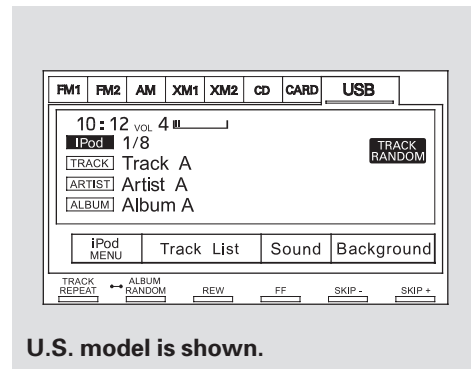 FM1 FM2 AM XM1 XM2 CD CARD USB
10:12 VOL 4
iPod 1/8
TRACK Track A
TRACK RANDOM
ARTIST Artist A
ALBUM Album A
iPod MENU Track List Sound Background
TRACK REPEAT ALBUM RANDOM REW FF SKIP - SKIP +
U.S. model is shown.